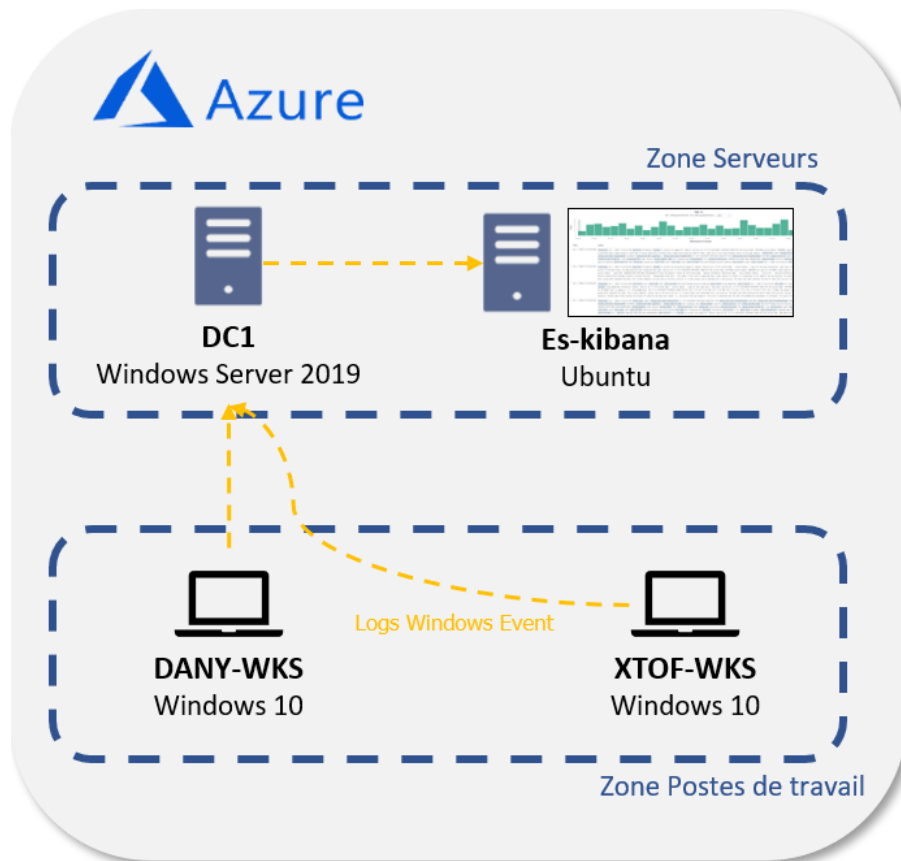 Azure
Zone Serveurs
DC1
Windows Server 2019
Es-kibana
Ubuntu
Logs Windows Event
DANY-WKS
Windows 10
XTOF-WKS
Windows 10
Zone Postes de travail